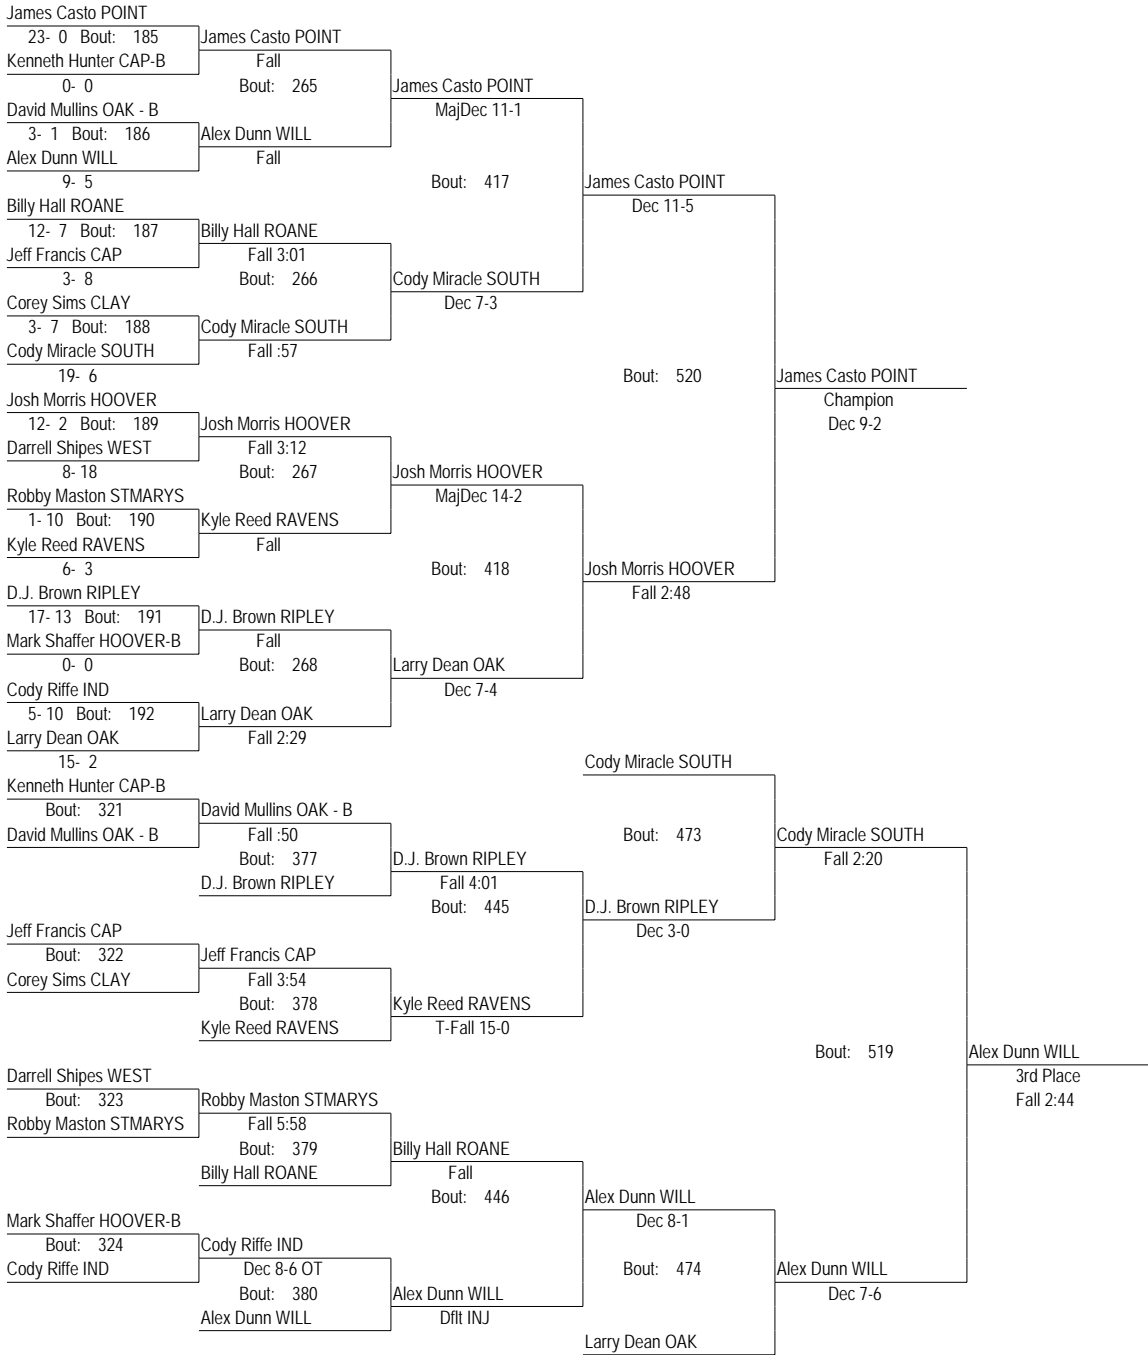 James Casto POINT
23- 0 Bout: 185 James Casto POINT
Kenneth Hunter CAP-B Fall
0- 0 Bout: 265 James Casto POINT
David Mullins OAK - B MajDec 11-1
3- 1 Bout: 186 Alex Dunn WILL
Alex Dunn WILL Fall
9- 5 Bout: 417 James Casto POINT
Billy Hall ROANE Dec 11-5
12- 7 Bout: 187 Billy Hall ROANE
Jeff Francis CAP Fall 3:01
3- 8 Bout: 266 Cody Miracle SOUTH
Corey Sims CLAY Dec 7-3
3- 7 Bout: 188 Cody Miracle SOUTH
Cody Miracle SOUTH Fall :57
19- 6 Bout: 520 James Casto POINT
Josh Morris HOOVER Champion
12- 2 Bout: 189 Josh Morris HOOVER Dec 9-2
Darrell Shipes WEST Fall 3:12
8- 18 Bout: 267 Josh Morris HOOVER
Robby Maston STMARYS MajDec 14-2
1- 10 Bout: 190 Kyle Reed RAVENS
Kyle Reed RAVENS Fall
6- 3 Bout: 418 Josh Morris HOOVER
D.J. Brown RIPLEY Fall 2:48
17- 13 Bout: 191 D.J. Brown RIPLEY
Mark Shaffer HOOVER-B Fall
0- 0 Bout: 268 Larry Dean OAK
Cody Riffe IND Dec 7-4
5- 10 Bout: 192 Larry Dean OAK
Larry Dean OAK Fall 2:29
15- 2 Cody Miracle SOUTH
Kenneth Hunter CAP-B
Bout: 321 David Mullins OAK - B
David Mullins OAK - B Fall :50 Bout: 473 Cody Miracle SOUTH
Bout: 377 D.J. Brown RIPLEY Fall 2:20
D.J. Brown RIPLEY Fall 4:01
Bout: 445 D.J. Brown RIPLEY
Jeff Francis CAP Dec 3-0
Bout: 322 Jeff Francis CAP
Corey Sims CLAY Fall 3:54
Bout: 378 Kyle Reed RAVENS
Kyle Reed RAVENS T-Fall 15-0
Bout: 519 Alex Dunn WILL
Darrell Shipes WEST 3rd Place
Bout: 323 Robby Maston STMARYS Fall 2:44
Robby Maston STMARYS Fall 5:58
Bout: 379 Billy Hall ROANE
Billy Hall ROANE Fall
Bout: 446 Alex Dunn WILL
Mark Shaffer HOOVER-B Dec 8-1
Bout: 324 Cody Riffe IND
Cody Riffe IND Dec 8-6 OT Bout: 474 Alex Dunn WILL
Bout: 380 Alex Dunn WILL Dec 7-6
Alex Dunn WILL Dflt INJ
Larry Dean OAK